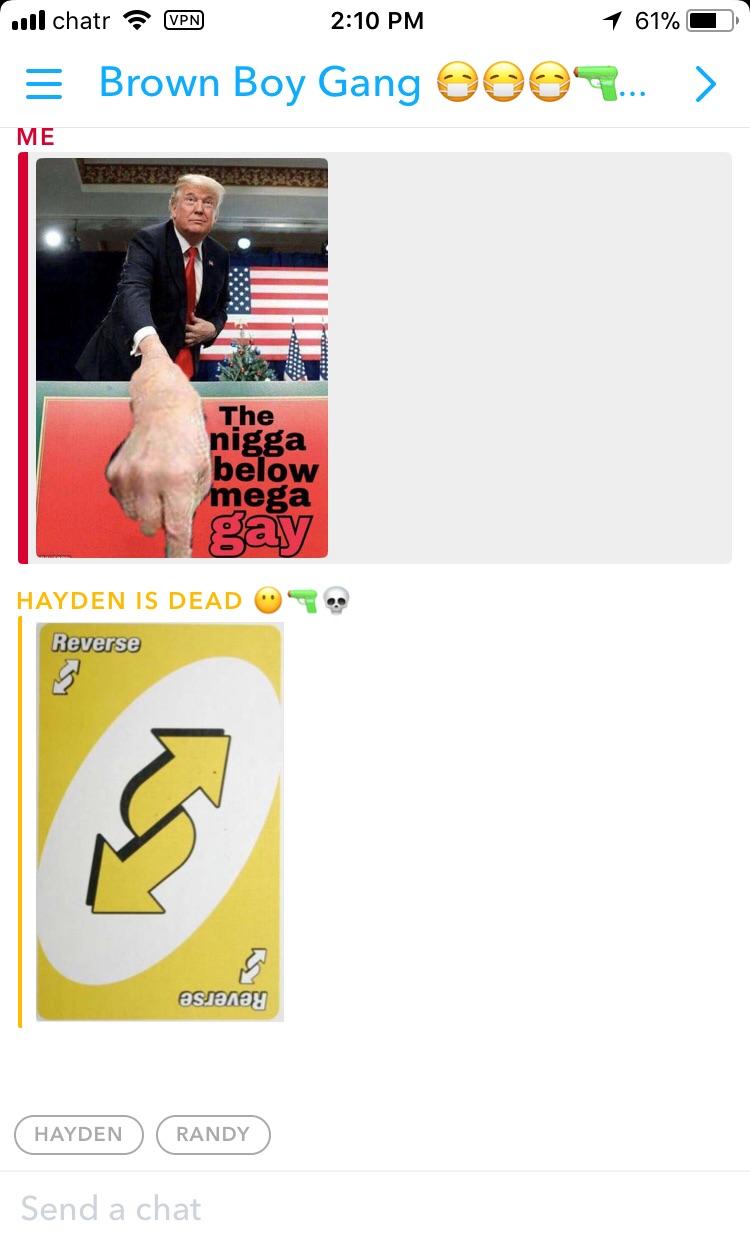 chatr VPN 2:10 PM 61%
Brown Boy Gang 😷😷😷🔫...
ME
The
nigga
below
mega
gay
HAYDEN IS DEAD 😶🔫💀
Reverse
Reverse
HAYDEN RANDY
Send a chat